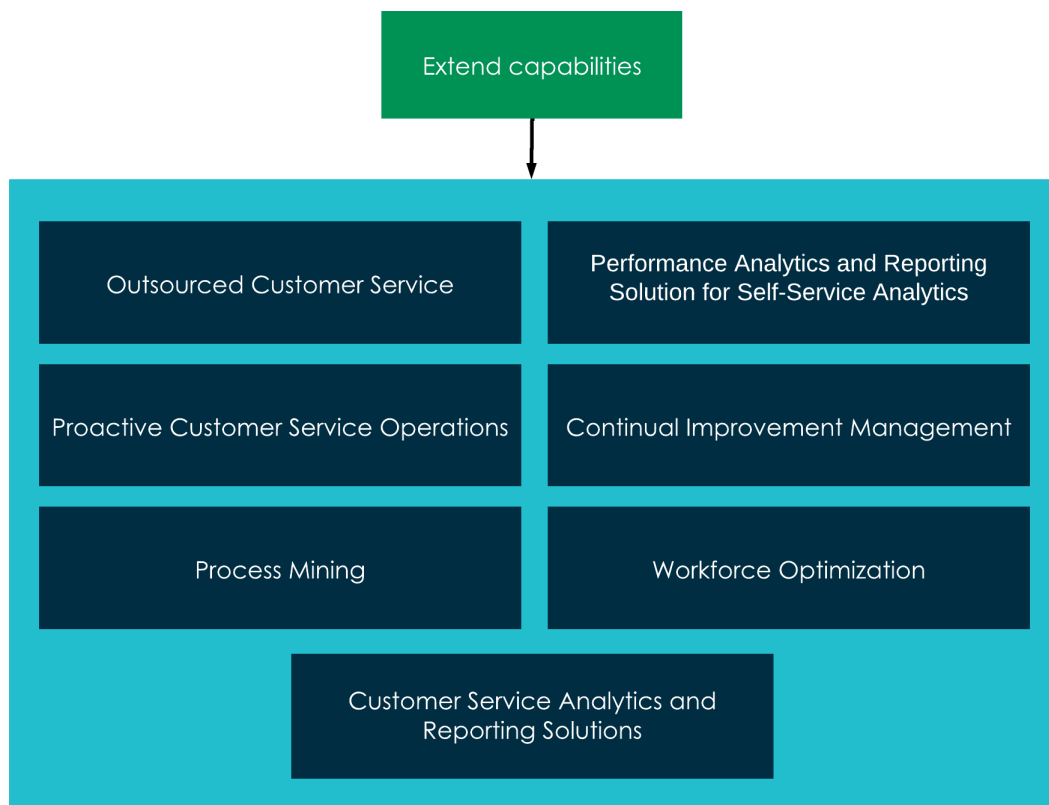 Extend capabilities
Outsourced Customer Service
Performance Analytics and Reporting
Solution for Self-Service Analytics
Proactive Customer Service Operations
Continual Improvement Management
Process Mining
Workforce Optimization
Customer Service Analytics and
Reporting Solutions